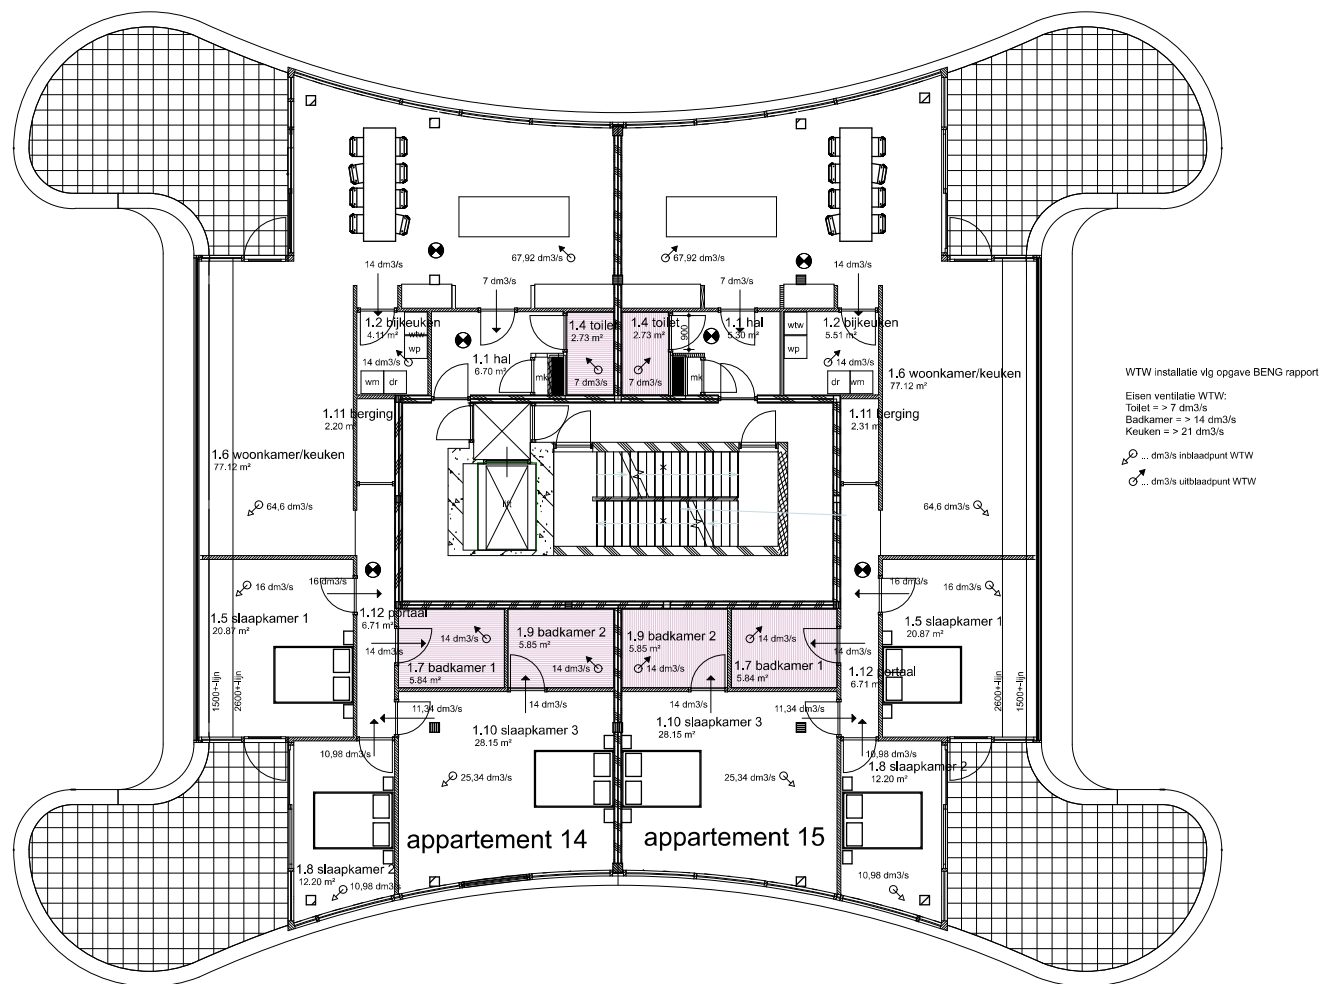 67,92 dm3/s
67,92 dm3/s
14 dm3/s
7 dm3/s
7 dm3/s
14 dm3/s
1.2 bijkeuken
4.11 m²
wtw
wp
14 dm3/s
wm dr
1.1 hal
6.70 m²
mk
1.4 toilet
2.73 m²
7 dm3/s
1.4 toilet
2.73 m²
7 dm3/s
900
mk
1.1 hal
5.30 m²
wtw
wp
1.2 bijkeuken
5.51 m²
14 dm3/s
dr wm
1.6 woonkamer/keuken
77.12 m²
WTW installatie vlg opgave BENG rapport
Eisen ventilatie WTW:
Toilet = > 7 dm3/s
Badkamer = > 14 dm3/s
Keuken = > 21 dm3/s
... dm3/s inblaadpunt WTW
... dm3/s uitblaadpunt WTW
1.11 berging
2.20 m²
1.11 berging
2.31 m²
1.6 woonkamer/keuken
77.12 m²
64,6 dm3/s
lift
64,6 dm3/s
16 dm3/s
16 dm3/s
16 dm3/s
16 dm3/s
1.5 slaapkamer 1
20.87 m²
1.12 portaal
6.71 m²
14 dm3/s
14 dm3/s
1.7 badkamer 1
5.84 m²
1.9 badkamer 2
5.85 m²
14 dm3/s
1.9 badkamer 2
5.85 m²
14 dm3/s
14 dm3/s
1.7 badkamer 1
5.84 m²
14 dm3/s
1.12 portaal
6.71 m²
1.5 slaapkamer 1
20.87 m²
1500+-lijn
2600+-lijn
2600+-lijn
1500+-lijn
14 dm3/s
14 dm3/s
11,34 dm3/s
11,34 dm3/s
1.10 slaapkamer 3
28.15 m²
1.10 slaapkamer 3
28.15 m²
10,98 dm3/s
10,98 dm3/s
25,34 dm3/s
25,34 dm3/s
1.8 slaapkamer 2
12.20 m²
appartement 14
appartement 15
1.8 slaapkamer 2
12.20 m²
10,98 dm3/s
10,98 dm3/s